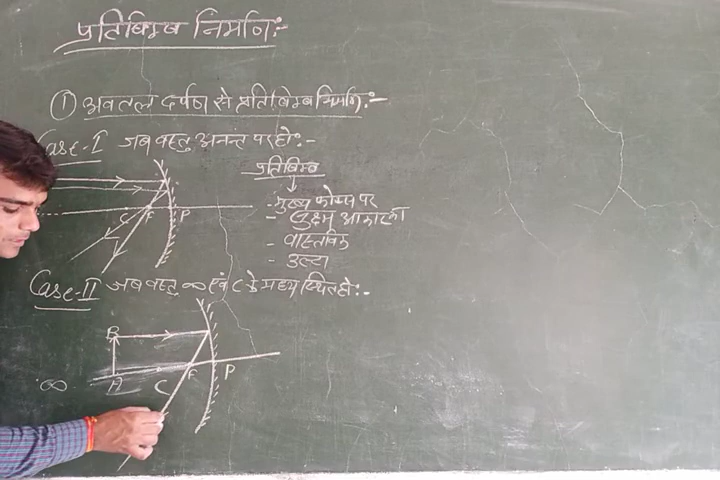 प्रतिबिम्ब निर्माण:-
① अवतल दर्पण से प्रतिबिम्ब निर्माण:-
Case-I जब वस्तु अनन्त पर हो:-
प्रतिबिम्ब
- मुख्य फोकस पर
- सूक्ष्म आकार का
- वास्तविक
- उल्टा
C F P
Case-II जब वस्तु ∞ एवं C के मध्य स्थित हो:-
B
∞ A C F P